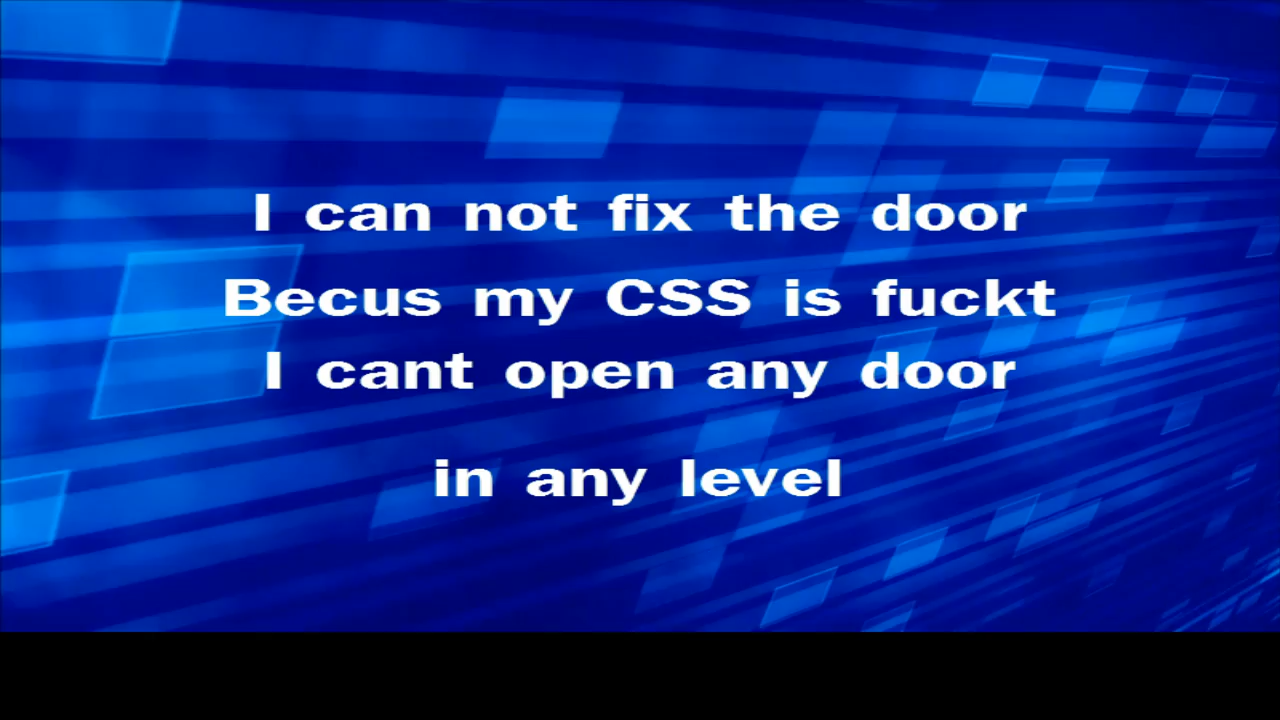 I can not fix the door
Becus my CSS is fuckt
I cant open any door
in any level